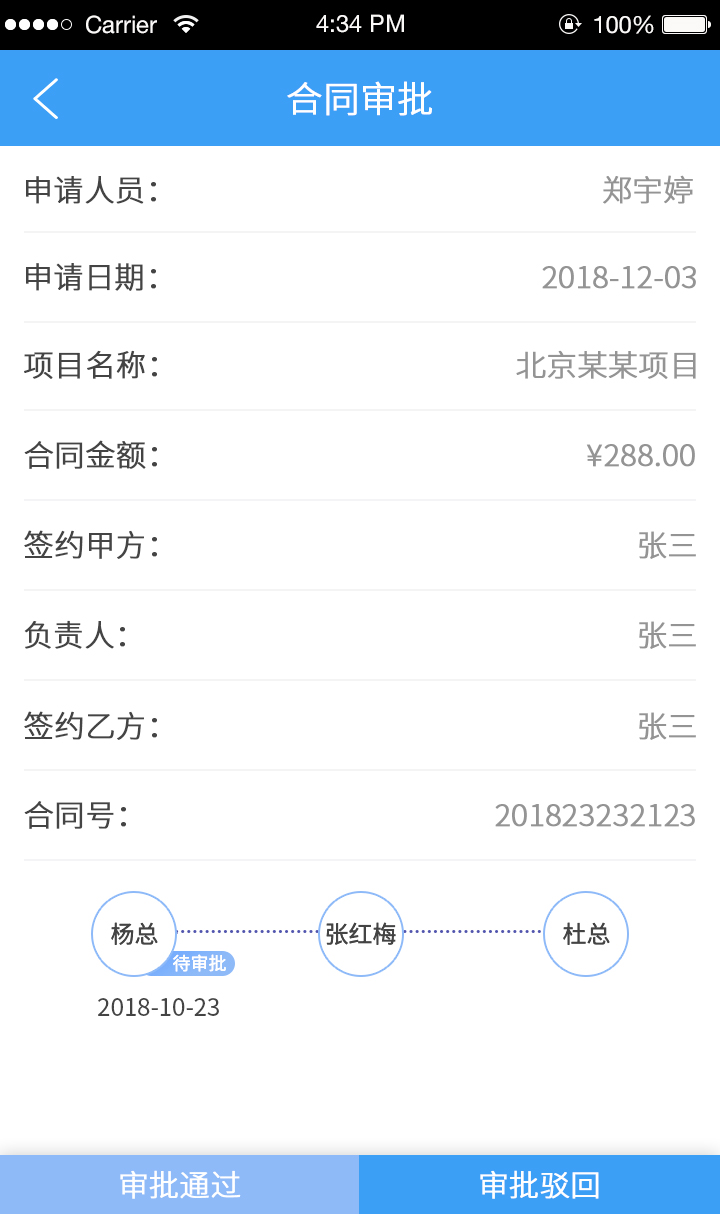 Carrier 4:34 PM 100%
合同审批
申请人员： 郑宇婷
申请日期： 2018-12-03
项目名称： 北京某某项目
合同金额： ¥288.00
签约甲方： 张三
负责人： 张三
签约乙方： 张三
合同号： 201823232123
杨总 张红梅 杜总
待审批
2018-10-23
审批通过 审批驳回